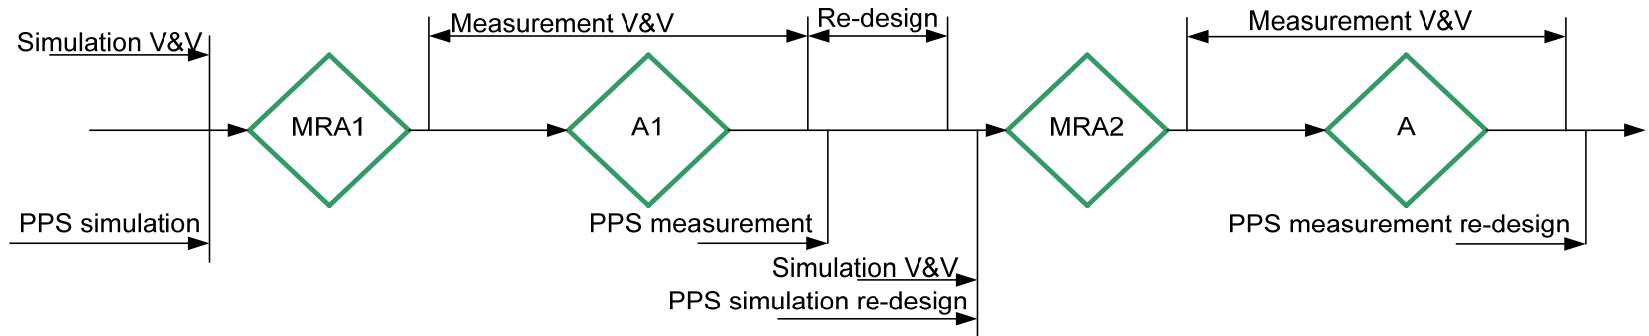 Simulation V&V
Measurement V&V
Re-design
Measurement V&V
MRA1
A1
MRA2
A
PPS simulation
PPS measurement
PPS measurement re-design
Simulation V&V
PPS simulation re-design